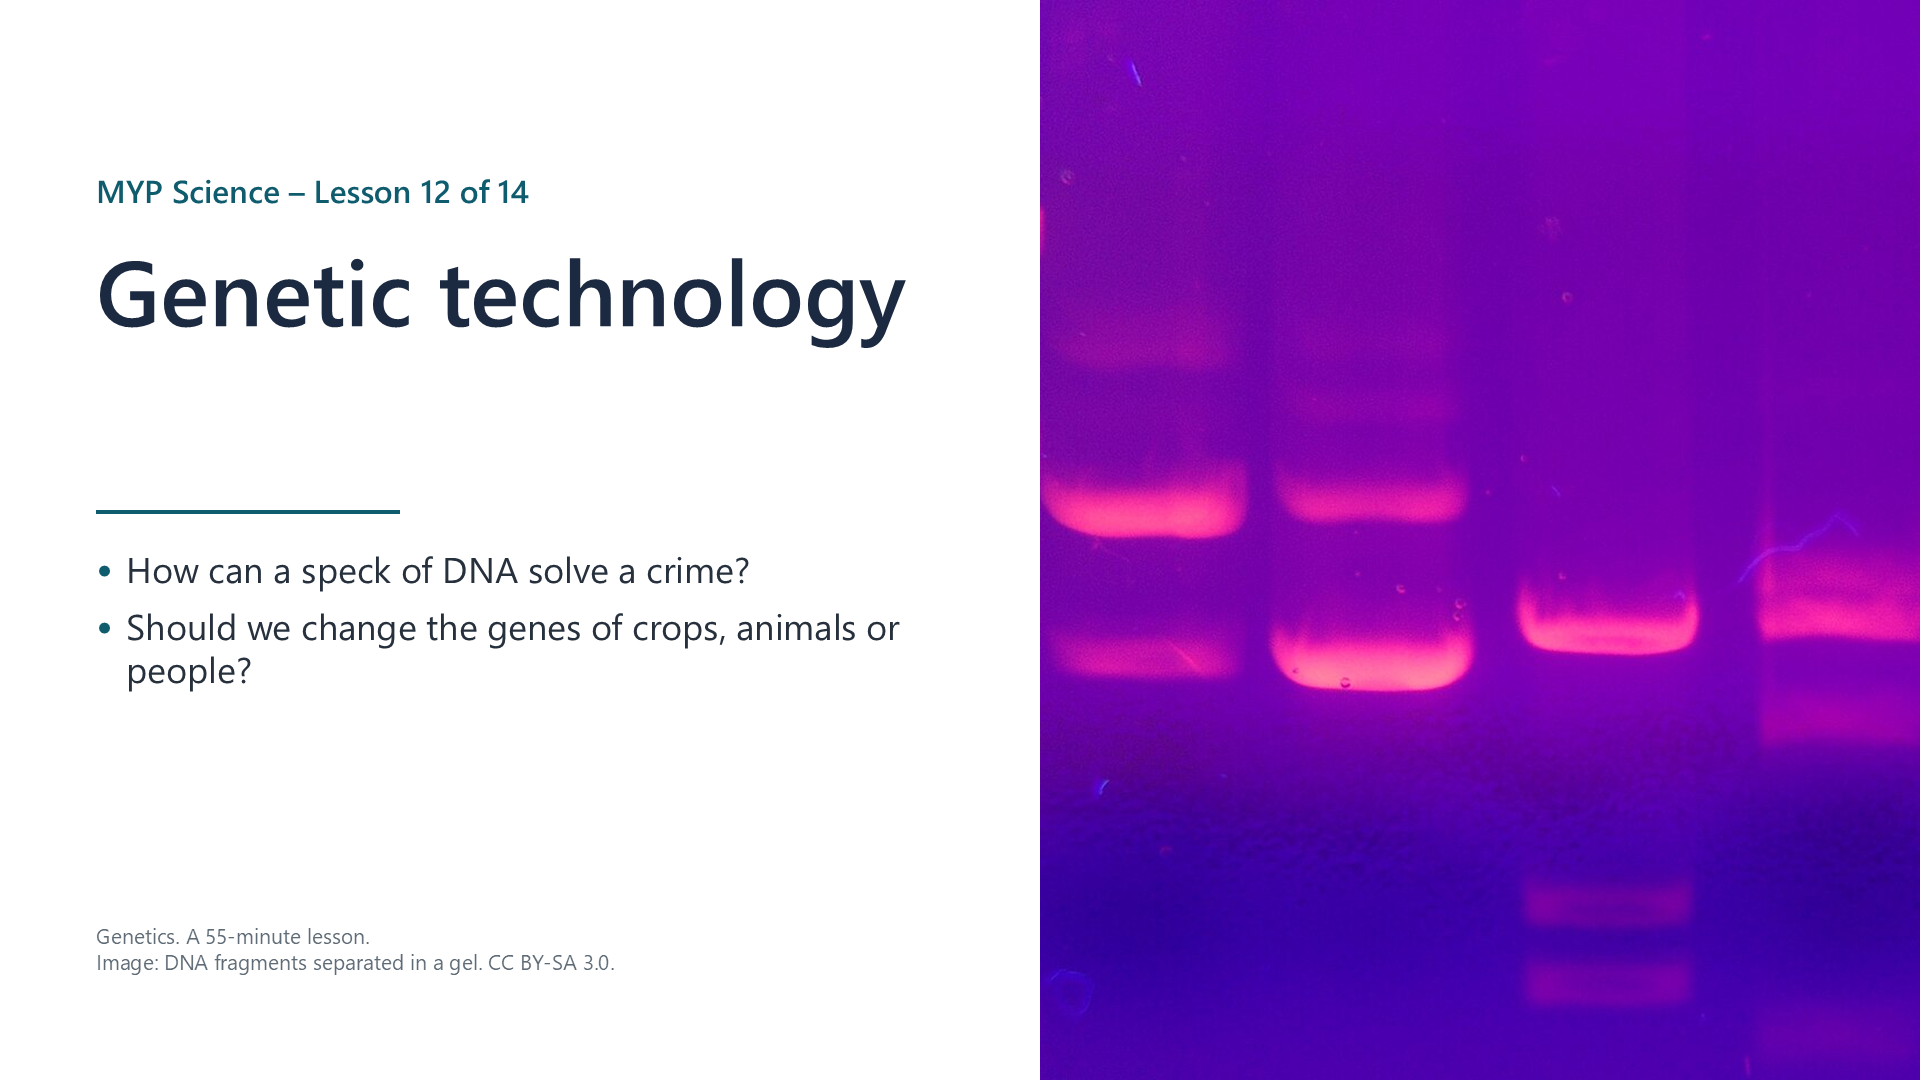 MYP Science – Lesson 12 of 14
Genetic technology
• How can a speck of DNA solve a crime?
• Should we change the genes of crops, animals or
people?
Genetics. A 55-minute lesson.
Image: DNA fragments separated in a gel. CC BY-SA 3.0.